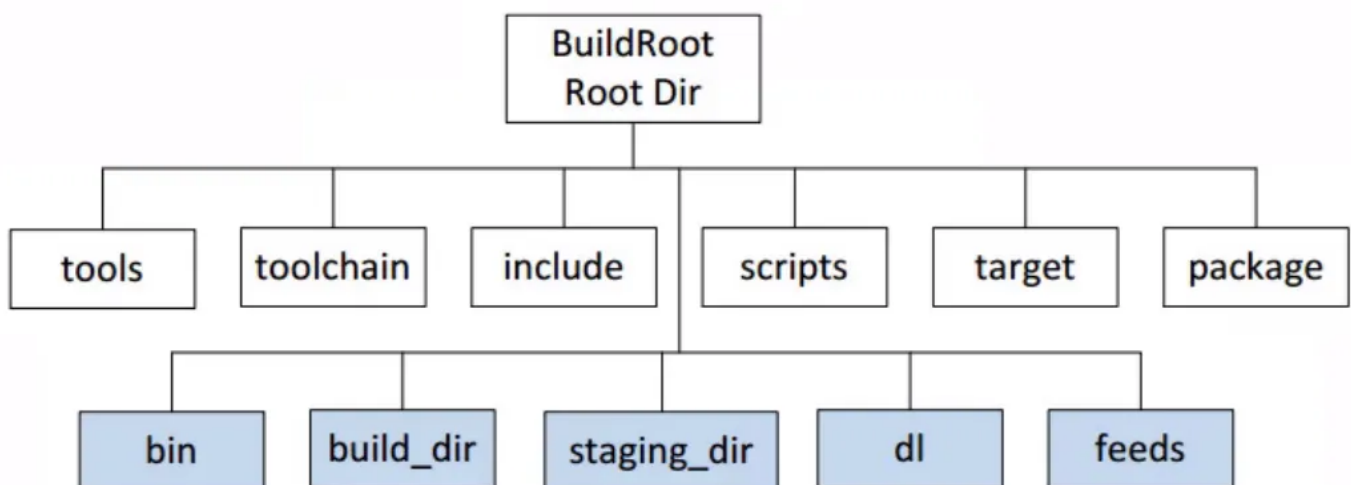 BuildRoot
Root Dir
tools
toolchain
include
scripts
target
package
bin
build_dir
staging_dir
dl
feeds